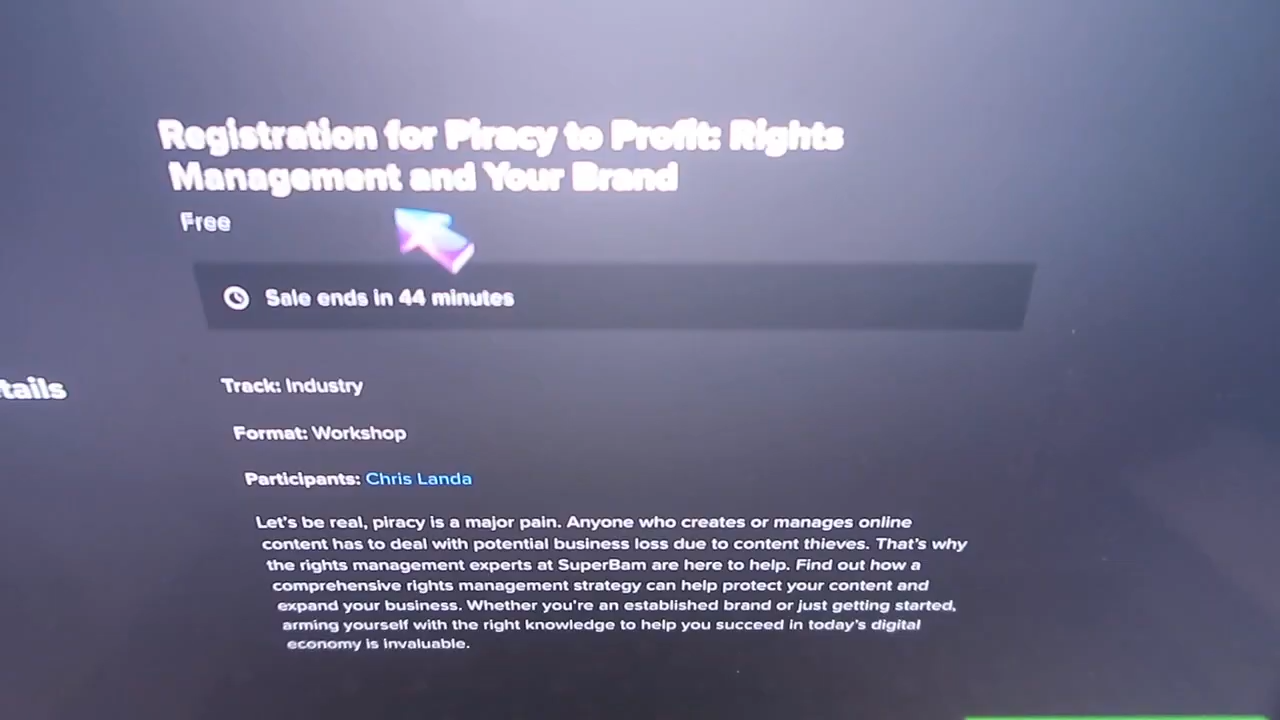 Registration for Piracy to Profit: Rights
Management and Your Brand
Free
Sale ends in 44 minutes
tails
Track: Industry
Format: Workshop
Participants: Chris Landa
Let's be real, piracy is a major pain. Anyone who creates or manages online
content has to deal with potential business loss due to content thieves. That's why
the rights management experts at SuperBam are here to help. Find out how a
comprehensive rights management strategy can help protect your content and
expand your business. Whether you're an established brand or just getting started,
arming yourself with the right knowledge to help you succeed in today's digital
economy is invaluable.